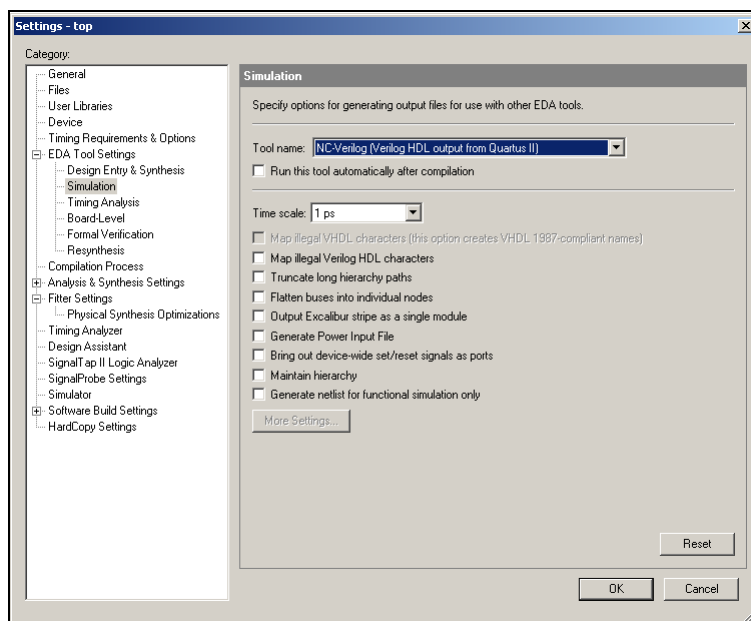 Settings - top
Category:
General
Files
User Libraries
Device
Timing Requirements & Options
EDA Tool Settings
Design Entry & Synthesis
Simulation
Timing Analysis
Board-Level
Formal Verification
Resynthesis
Compilation Process
Analysis & Synthesis Settings
Fitter Settings
Physical Synthesis Optimizations
Timing Analyzer
Design Assistant
SignalTap II Logic Analyzer
SignalProbe Settings
Simulator
Software Build Settings
HardCopy Settings
Simulation
Specify options for generating output files for use with other EDA tools.
Tool name: NC-Verilog (Verilog HDL output from Quartus II)
Run this tool automatically after compilation
Time scale: 1 ps
Map illegal VHDL characters (this option creates VHDL 1987-compliant names)
Map illegal Verilog HDL characters
Truncate long hierarchy paths
Flatten buses into individual nodes
Output Excalibur stripe as a single module
Generate Power Input File
Bring out device-wide set/reset signals as ports
Maintain hierarchy
Generate netlist for functional simulation only
More Settings...
Reset
OK Cancel